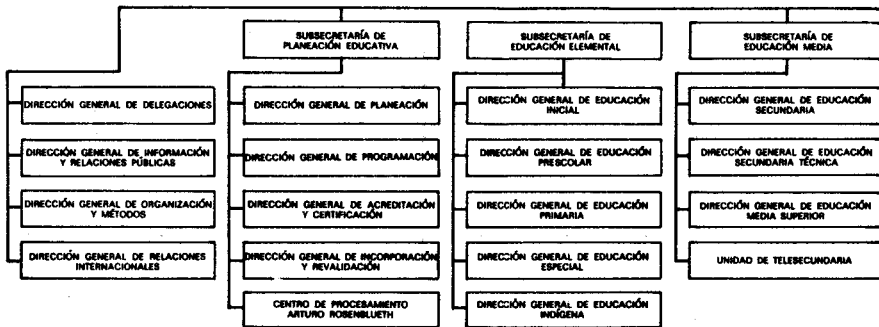 SUBSECRETARÍA DE
PLANEACIÓN EDUCATIVA
SUBSECRETARÍA DE
EDUCACIÓN ELEMENTAL
SUBSECRETARÍA DE
EDUCACIÓN MEDIA
DIRECCIÓN GENERAL DE DELEGACIONES
DIRECCIÓN GENERAL DE INFORMACIÓN
Y RELACIONES PÚBLICAS
DIRECCIÓN GENERAL DE ORGANIZACIÓN
Y MÉTODOS
DIRECCIÓN GENERAL DE RELACIONES
INTERNACIONALES
DIRECCIÓN GENERAL DE PLANEACIÓN
DIRECCIÓN GENERAL DE PROGRAMACIÓN
DIRECCIÓN GENERAL DE ACREDITACIÓN
Y CERTIFICACIÓN
DIRECCIÓN GENERAL DE INCORPORACIÓN
Y REVALIDACIÓN
CENTRO DE PROCESAMIENTO
ARTURO ROSENBLUETH
DIRECCIÓN GENERAL DE EDUCACIÓN
INICIAL
DIRECCIÓN GENERAL DE EDUCACIÓN
PRESCOLAR
DIRECCIÓN GENERAL DE EDUCACIÓN
PRIMARIA
DIRECCIÓN GENERAL DE EDUCACIÓN
ESPECIAL
DIRECCIÓN GENERAL DE EDUCACIÓN
INDÍGENA
DIRECCIÓN GENERAL DE EDUCACIÓN
SECUNDARIA
DIRECCIÓN GENERAL DE EDUCACIÓN
SECUNDARIA TÉCNICA
DIRECCIÓN GENERAL DE EDUCACIÓN
MEDIA SUPERIOR
UNIDAD DE TELESECUNDARIA